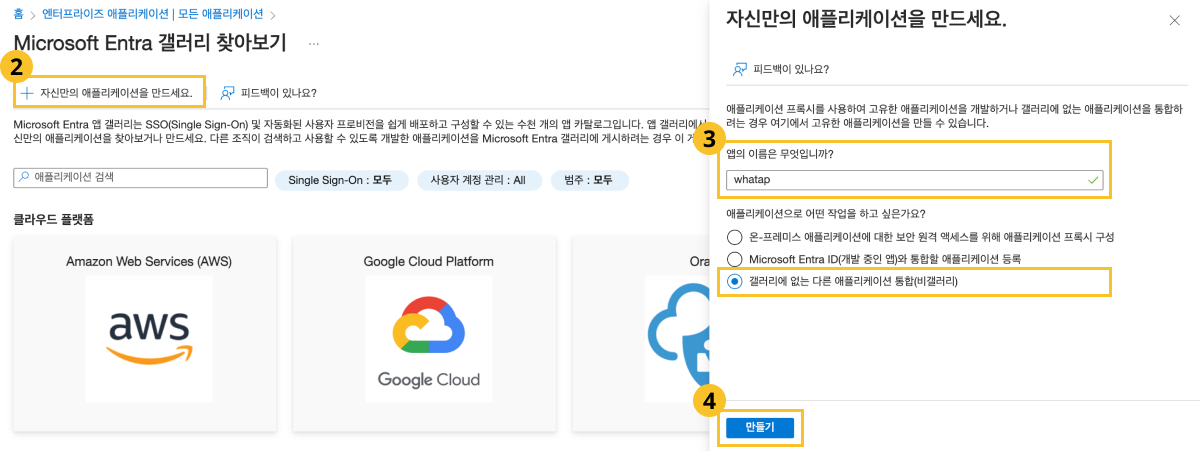 홈 > 엔터프라이즈 애플리케이션 | 모든 애플리케이션 >
Microsoft Entra 갤러리 찾아보기 ...
2
+ 자신만의 애플리케이션을 만드세요.
피드백이 있나요?
Microsoft Entra 앱 갤러리는 SSO(Single Sign-On) 및 자동화된 사용자 프로비전을 쉽게 배포하고 구성할 수 있는 수천 개의 앱 카탈로그입니다. 앱 갤러리에서
신만의 애플리케이션을 찾아보거나 만드세요. 다른 조직이 검색하고 사용할 수 있도록 개발한 애플리케이션을 Microsoft Entra 갤러리에 게시하려는 경우 이 게
애플리케이션 검색
Single Sign-On : 모두
사용자 계정 관리 : All
범주 : 모두
클라우드 플랫폼
Amazon Web Services (AWS)
aws
Google Cloud Platform
Google Cloud
Ora
자신만의 애플리케이션을 만드세요.
피드백이 있나요?
애플리케이션 프록시를 사용하여 고유한 애플리케이션을 개발하거나 갤러리에 없는 애플리케이션을 통합하
려는 경우 여기에서 고유한 애플리케이션을 만들 수 있습니다.
3
앱의 이름은 무엇입니까?
whatap
애플리케이션으로 어떤 작업을 하고 싶은가요?
온-프레미스 애플리케이션에 대한 보안 원격 액세스를 위해 애플리케이션 프록시 구성
Microsoft Entra ID(개발 중인 앱)와 통합할 애플리케이션 등록
갤러리에 없는 다른 애플리케이션 통합(비갤러리)
4
만들기